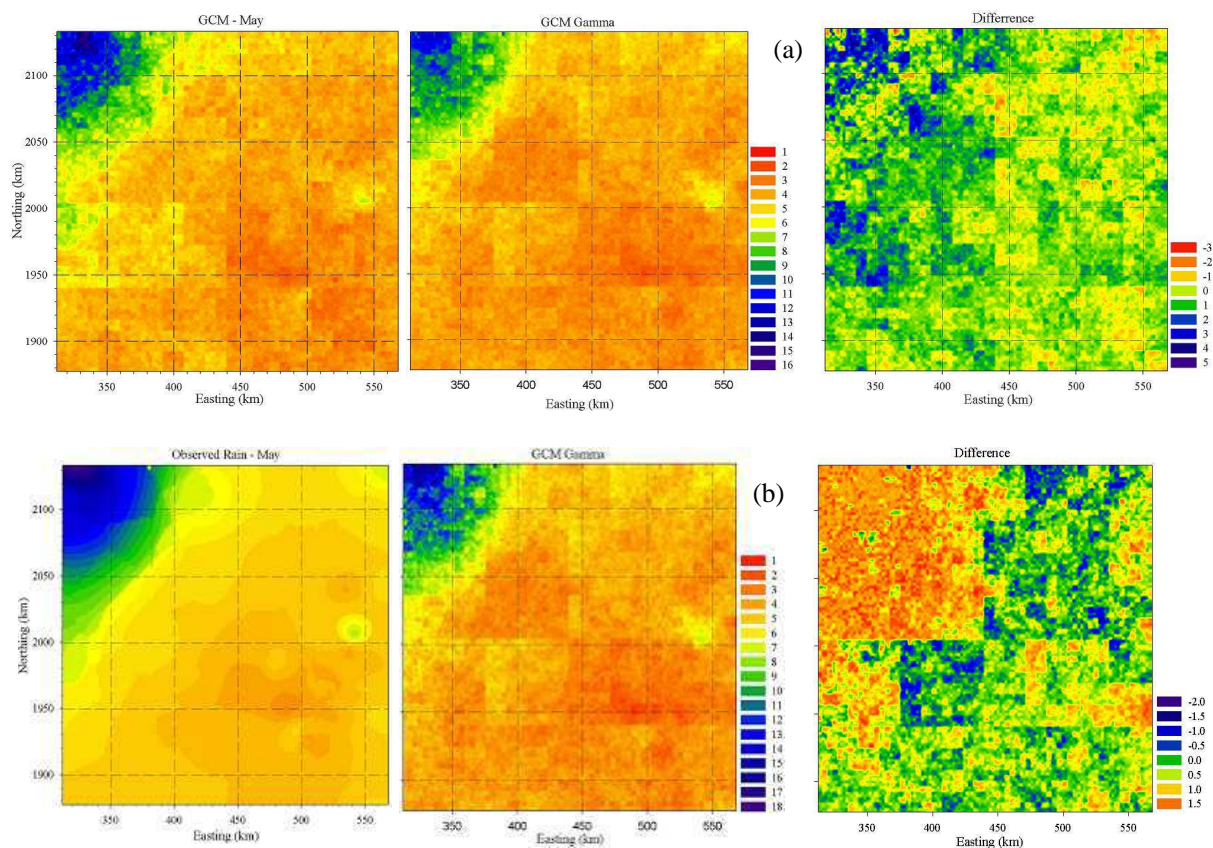 GCM - May
GCM Gamma
(a)
Differrence
Northing (km)
2100
2050
2000
1950
1900
350 400 450 500 550
Easting (km)
350 400 450 500 550
Easting (km)
350 400 450 500 550
Easting (km)
1
2
3
4
5
6
7
8
9
10
11
12
13
14
15
16
-3
-2
-1
0
1
2
3
4
5
Observed Rain - May
GCM Gamma
(b)
Difference
Northing (km)
2100
2050
2000
1950
1900
350 400 450 500 550
Easting (km)
350 400 450 500 550
Easting (km)
350 400 450 500 550
Easting (km)
1
2
3
4
5
6
7
8
9
10
11
12
13
14
15
16
17
18
-2.0
-1.5
-1.0
-0.5
0.0
0.5
1.0
1.5